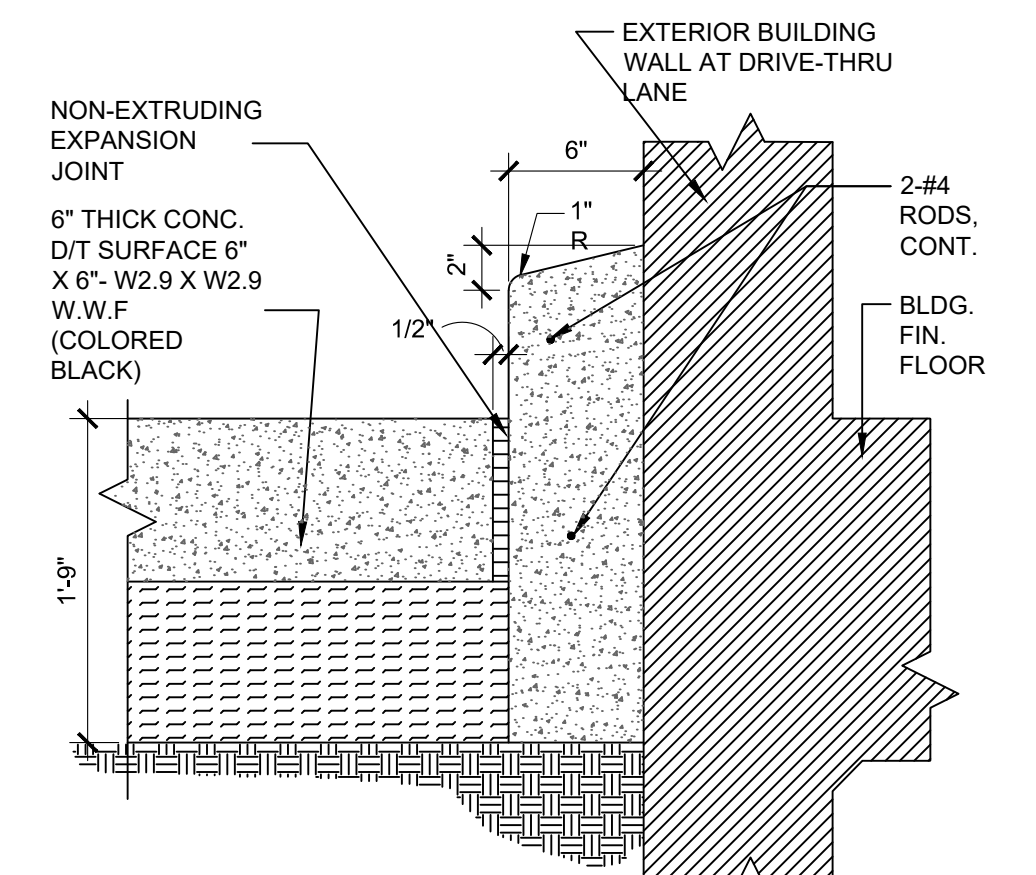 EXTERIOR BUILDING
WALL AT DRIVE-THRU
LANE
NON-EXTRUDING
EXPANSION
JOINT
6"
2-#4
RODS,
CONT.
6" THICK CONC.
D/T SURFACE 6"
X 6"- W2.9 X W2.9
W.W.F
(COLORED
BLACK)
1"
R
2"
1/2"
BLDG.
FIN.
FLOOR
1'-9"